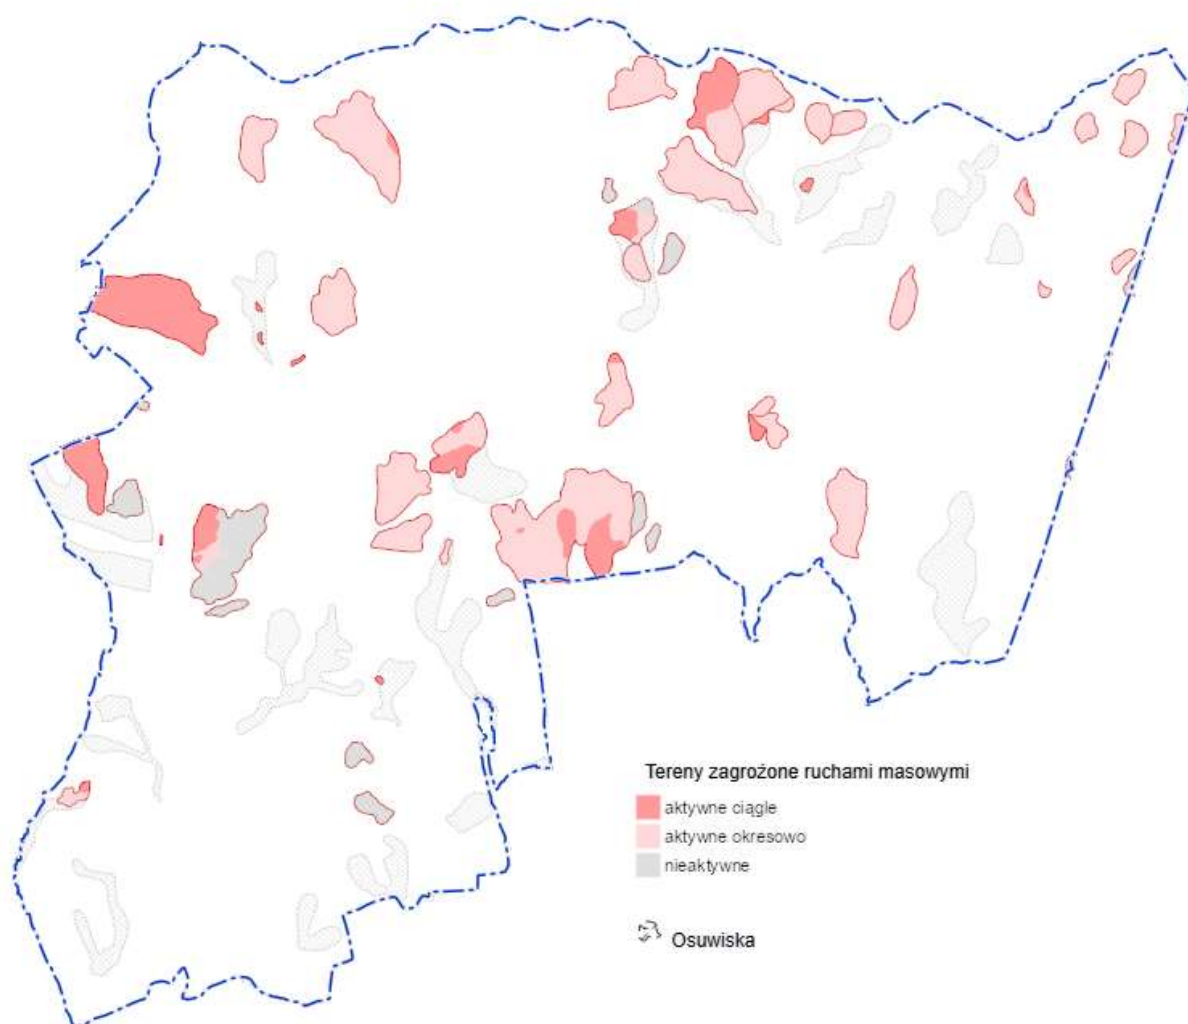 Tereny zagrożone ruchami masowymi
aktywne ciągle
aktywne okresowo
nieaktywne
Osuwiska